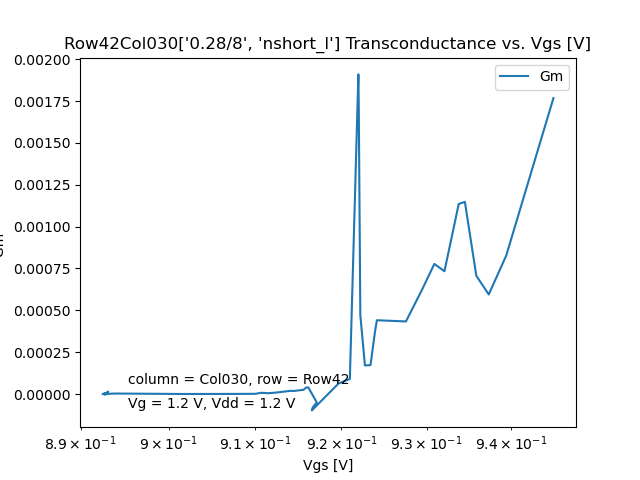 Row42Col030['0.28/8', 'nshort_l'] Transconductance vs. Vgs [V]
0.00200
0.00175
0.00150
0.00125
0.00100
0.00075
0.00050
0.00025
0.00000
Gm
Gm
column = Col030, row = Row42
Vg = 1.2 V, Vdd = 1.2 V
8.9 × 10⁻¹ 9 × 10⁻¹ 9.1 × 10⁻¹ 9.2 × 10⁻¹ 9.3 × 10⁻¹ 9.4 × 10⁻¹
Vgs [V]